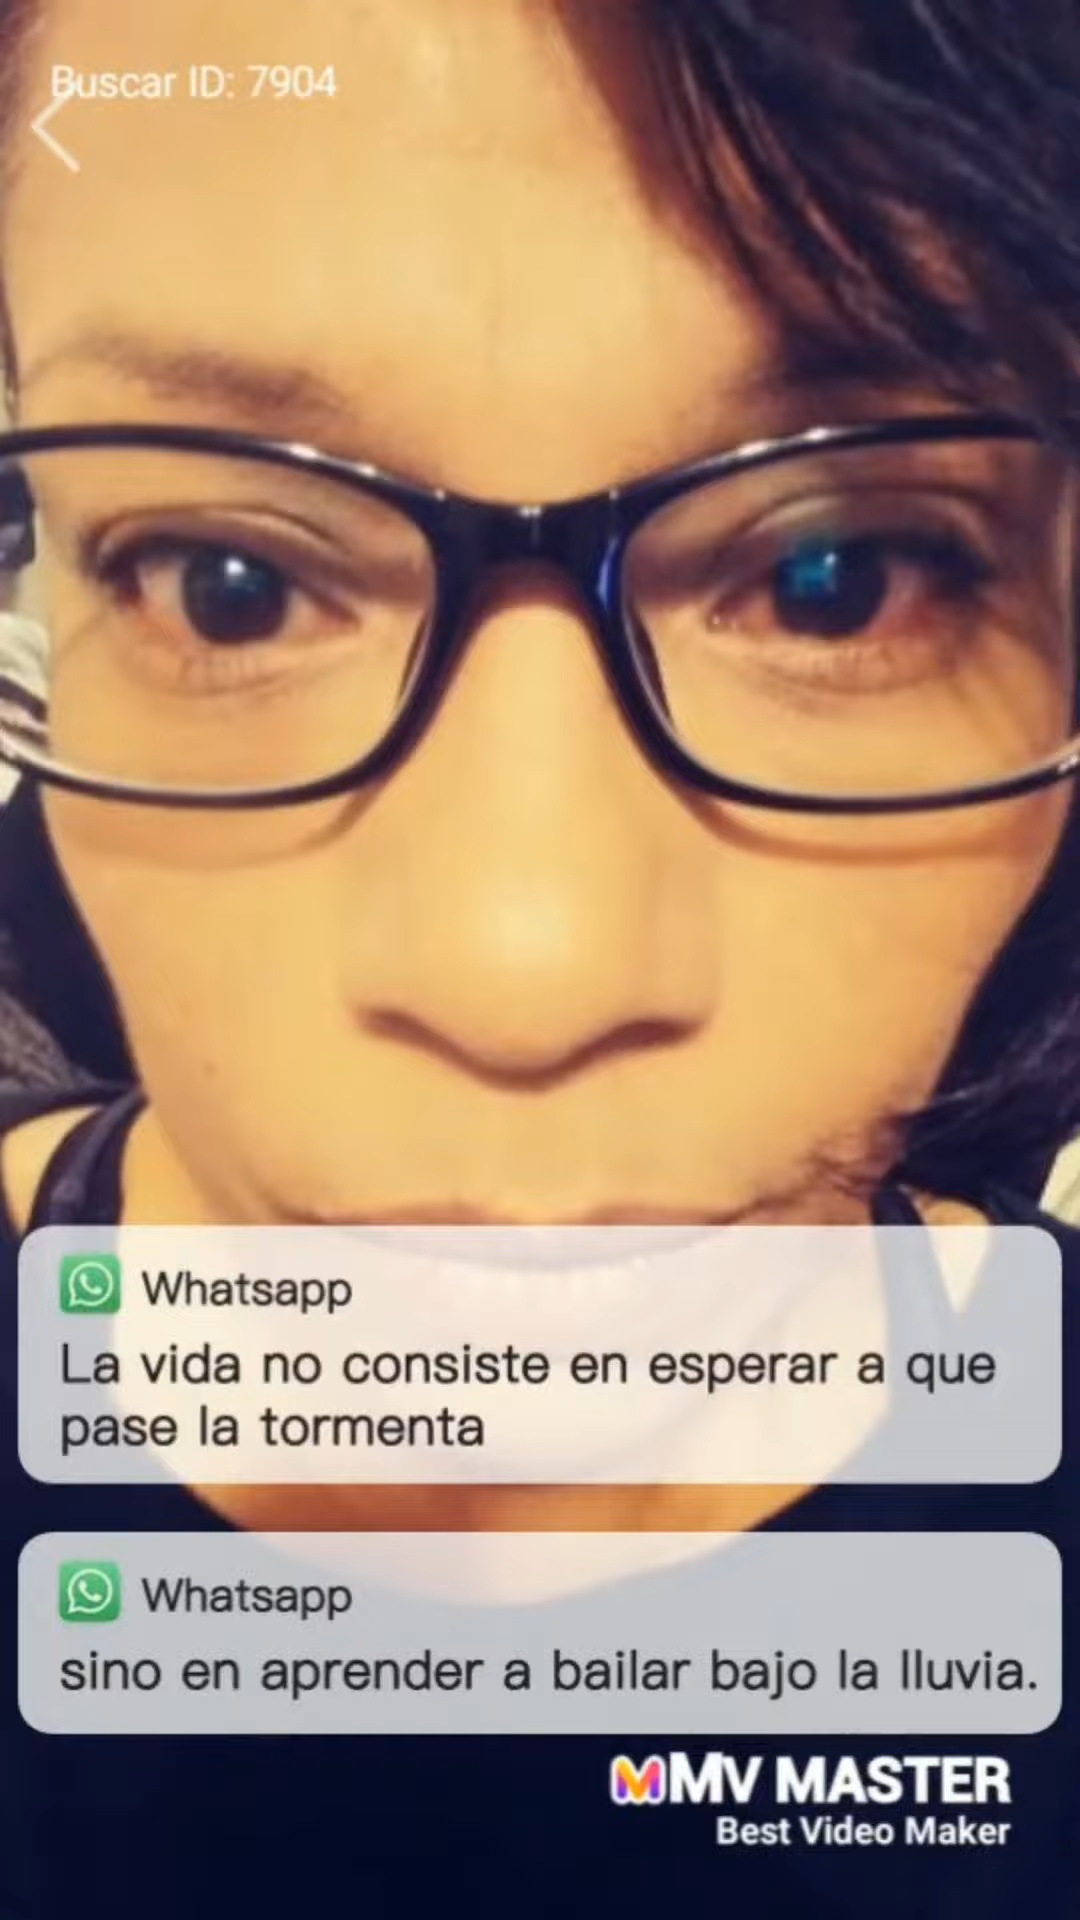 Buscar ID: 7904
Whatsapp
La vida no consiste en esperar a que
pase la tormenta
Whatsapp
sino en aprender a bailar bajo la lluvia.
MV MASTER
Best Video Maker